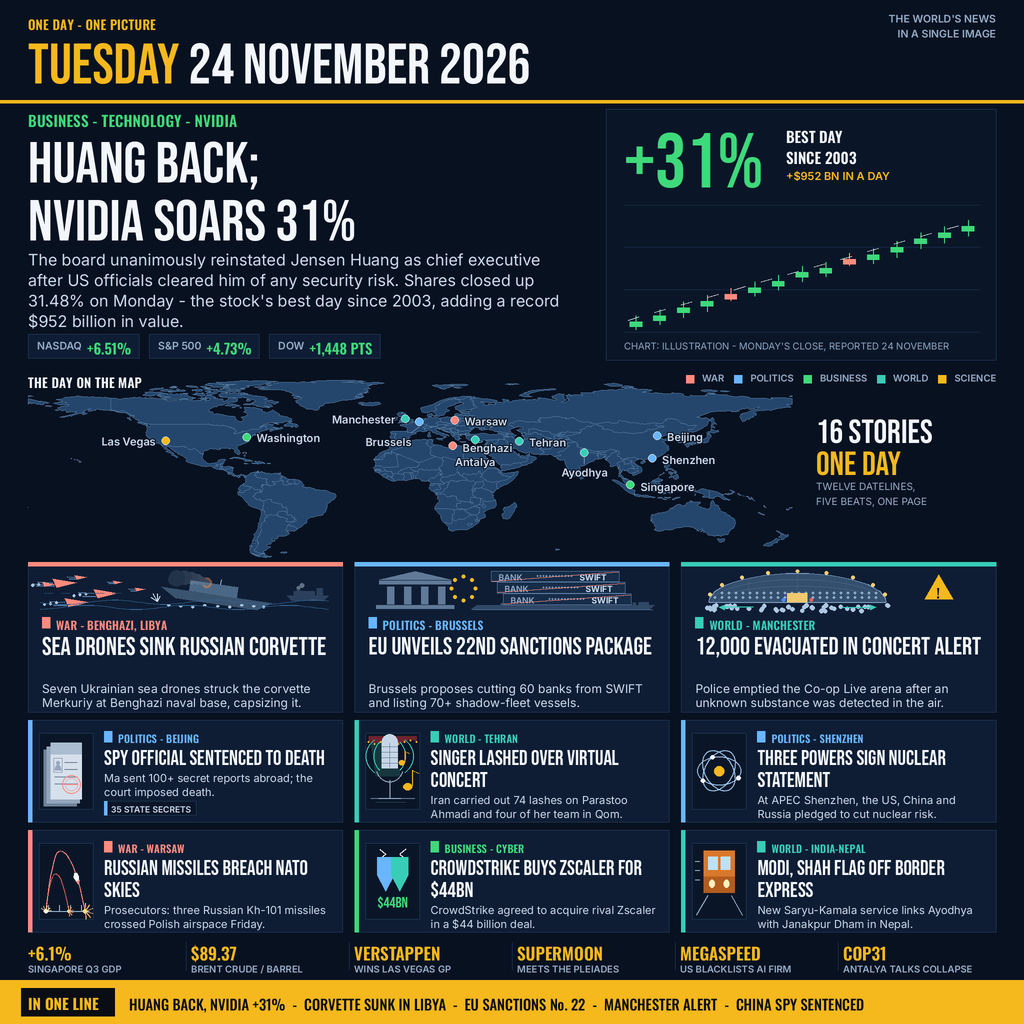 ONE DAY - ONE PICTURE
TUESDAY 24 NOVEMBER 2026
THE WORLD'S NEWS
IN A SINGLE IMAGE
BUSINESS - TECHNOLOGY - NVIDIA
HUANG BACK;
NVIDIA SOARS 31%
The board unanimously reinstated Jensen Huang as chief executive
after US officials cleared him of any security risk. Shares closed up
31.48% on Monday - the stock's best day since 2003, adding a record
$952 billion in value.
NASDAQ +6.51%
S&P 500 +4.73%
DOW +1,448 PTS
+31%
BEST DAY
SINCE 2003
+$952 BN IN A DAY
CHART: ILLUSTRATION - MONDAY'S CLOSE, REPORTED 24 NOVEMBER
THE DAY ON THE MAP
WAR
POLITICS
BUSINESS
WORLD
SCIENCE
Las Vegas
Washington
Manchester
Brussels
Warsaw
Benghazi
Antalya
Tehran
Ayodhya
Beijing
Shenzhen
Singapore
16 STORIES
ONE DAY
TWELVE DATELINES,
FIVE BEATS, ONE PAGE
WAR - BENGHAZI, LIBYA
SEA DRONES SINK RUSSIAN CORVETTE
Seven Ukrainian sea drones struck the corvette
Merkuriy at Benghazi naval base, capsizing it.
BANK SWIFT
BANK SWIFT
BANK SWIFT
POLITICS - BRUSSELS
EU UNVEILS 22ND SANCTIONS PACKAGE
Brussels proposes cutting 60 banks from SWIFT
and listing 70+ shadow-fleet vessels.
!
WORLD - MANCHESTER
12,000 EVACUATED IN CONCERT ALERT
Police emptied the Co-op Live arena after an
unknown substance was detected in the air.
POLITICS - BEIJING
SPY OFFICIAL SENTENCED TO DEATH
Ma sent 100+ secret reports abroad; the
court imposed death.
35 STATE SECRETS
WORLD - TEHRAN
SINGER LASHED OVER VIRTUAL
CONCERT
Iran carried out 74 lashes on Parastoo
Ahmadi and four of her team in Qom.
POLITICS - SHENZHEN
THREE POWERS SIGN NUCLEAR
STATEMENT
At APEC Shenzhen, the US, China and
Russia pledged to cut nuclear risk.
WAR - WARSAW
RUSSIAN MISSILES BREACH NATO
SKIES
Prosecutors: three Russian Kh-101 missiles
crossed Polish airspace Friday.
$44BN
BUSINESS - CYBER
CROWDSTRIKE BUYS ZSCALER FOR
$44BN
CrowdStrike agreed to acquire rival Zscaler
in a $44 billion deal.
WORLD - INDIA-NEPAL
MODI, SHAH FLAG OFF BORDER
EXPRESS
New Saryu-Kamala service links Ayodhya
with Janakpur Dham in Nepal.
+6.1%
SINGAPORE Q3 GDP
$89.37
BRENT CRUDE / BARREL
VERSTAPPEN
WINS LAS VEGAS GP
SUPERMOON
MEETS THE PLEIADES
MEGASPEED
US BLACKLISTS AI FIRM
COP31
ANTALYA TALKS COLLAPSE
IN ONE LINE
HUANG BACK, NVIDIA +31% - CORVETTE SUNK IN LIBYA - EU SANCTIONS No. 22 - MANCHESTER ALERT - CHINA SPY SENTENCED